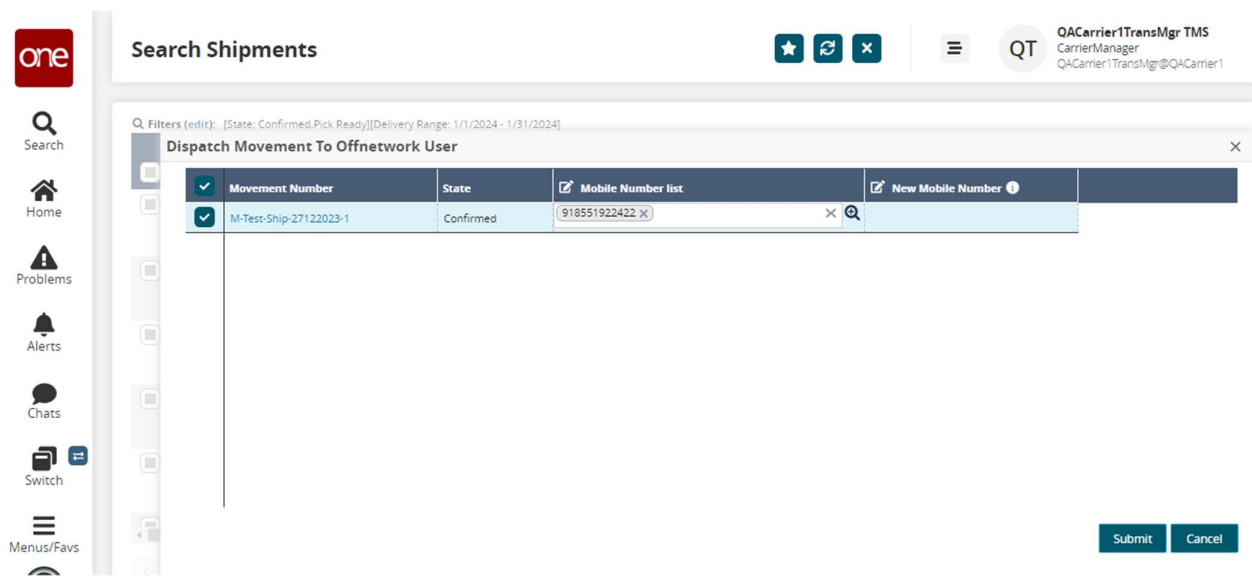 one
Search Shipments
QT
QACarrier1TransMgr TMS
CarrierManager
QACarrier1TransMgr@QACarrier1
Search
Home
Problems
Alerts
Chats
Switch
Menus/Favs
Filters (edit): [State: Confirmed,Pick Ready][Delivery Range: 1/1/2024 - 1/31/2024]
Dispatch Movement To Offnetwork User
Movement Number State Mobile Number list New Mobile Number
M-Test-Ship-27122023-1 Confirmed 918551922422
Submit Cancel